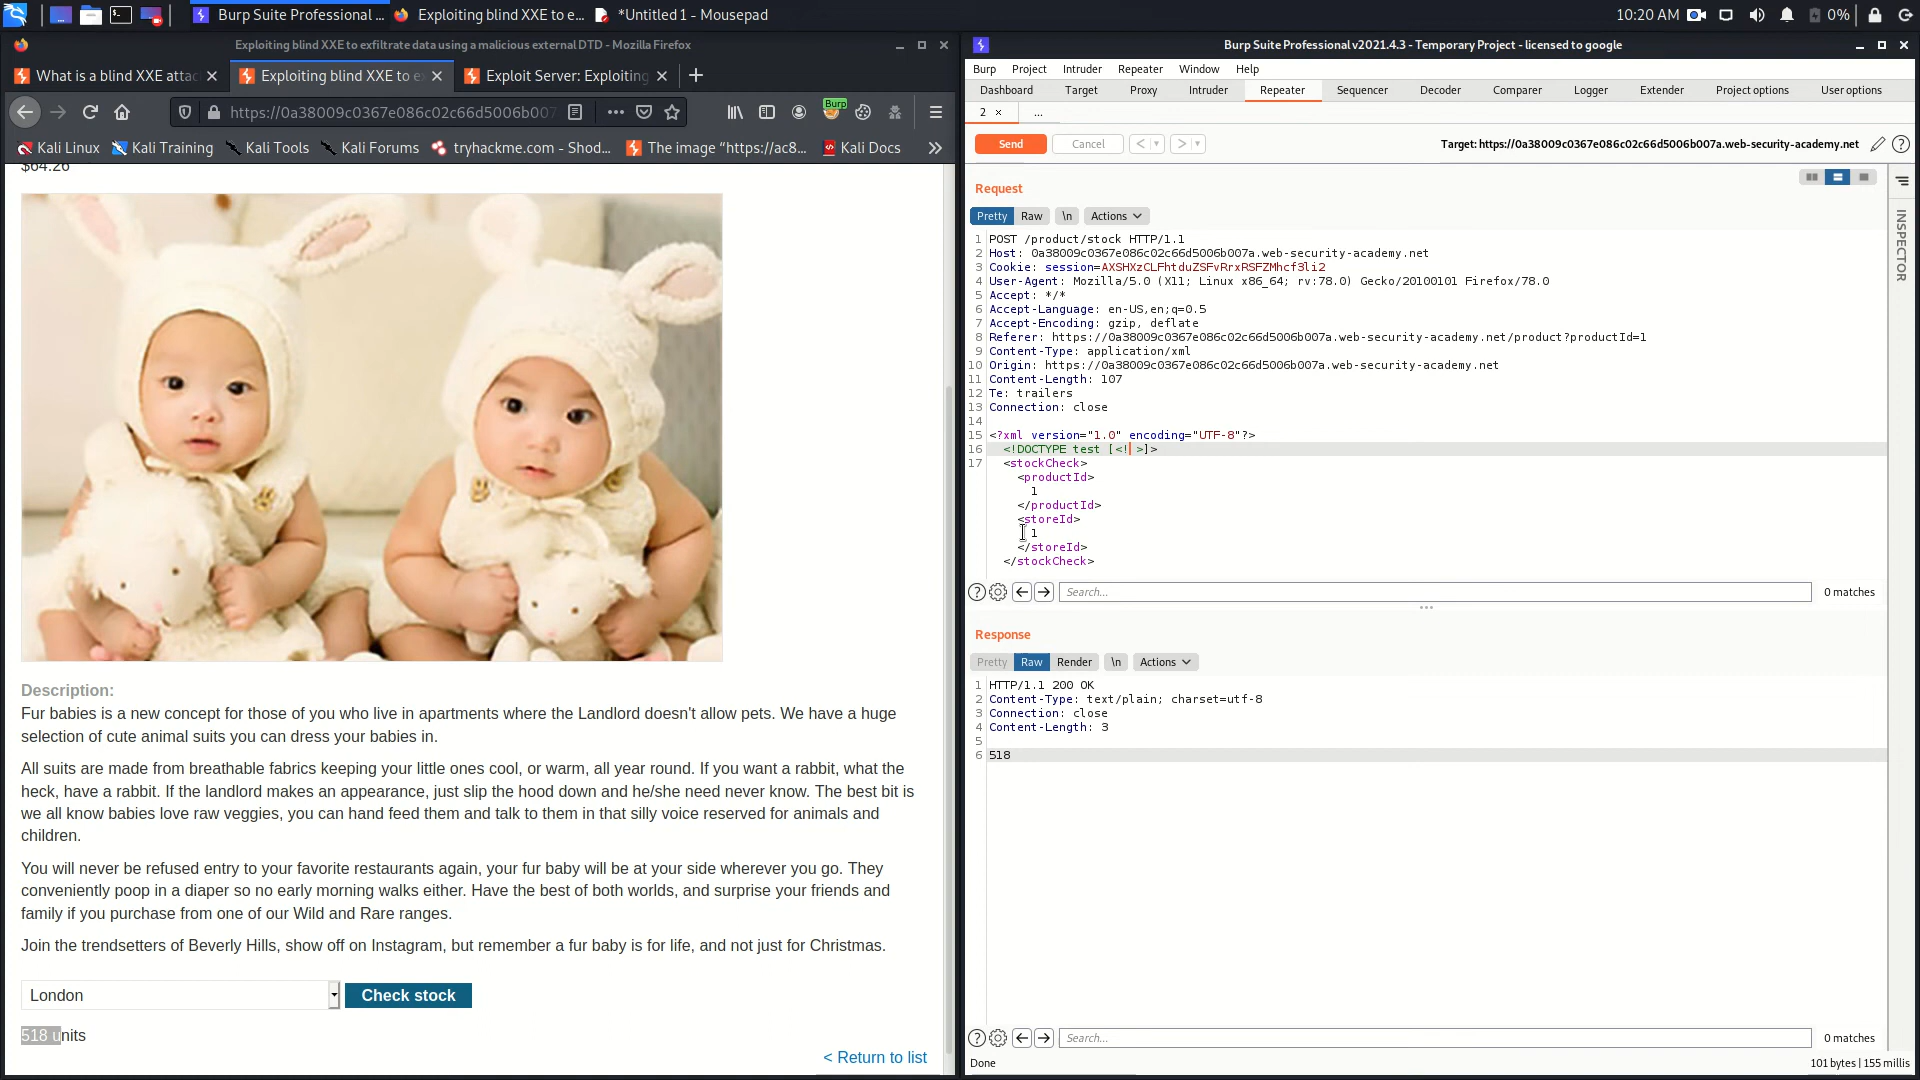 Burp Suite Professional ...
Exploiting blind XXE to e...
*Untitled 1 - Mousepad
10:20 AM
0%
Exploiting blind XXE to exfiltrate data using a malicious external DTD - Mozilla Firefox
What is a blind XXE attac
Exploiting blind XXE to e
Exploit Server: Exploiting
https://0a38009c0367e086c02c66d5006b007
Burp
Kali Linux
Kali Training
Kali Tools
Kali Forums
tryhackme.com - Shod...
The image “https://ac8...
Kali Docs
$64.26
Description:
Fur babies is a new concept for those of you who live in apartments where the Landlord doesn't allow pets. We have a huge
selection of cute animal suits you can dress your babies in.
All suits are made from breathable fabrics keeping your little ones cool, or warm, all year round. If you want a rabbit, what the
heck, have a rabbit. If the landlord makes an appearance, just slip the hood down and he/she need never know. The best bit is
we all know babies love raw veggies, you can hand feed them and talk to them in that silly voice reserved for animals and
children.
You will never be refused entry to your favorite restaurants again, your fur baby will be at your side wherever you go. They
conveniently poop in a diaper so no early morning walks either. Have the best of both worlds, and surprise your friends and
family if you purchase from one of our Wild and Rare ranges.
Join the trendsetters of Beverly Hills, show off on Instagram, but remember a fur baby is for life, and not just for Christmas.
London
Check stock
518 units
< Return to list
Burp Suite Professional v2021.4.3 - Temporary Project - licensed to google
Burp Project Intruder Repeater Window Help
Dashboard Target Proxy Intruder Repeater Sequencer Decoder Comparer Logger Extender Project options User options
2 × ...
Send Cancel < > Target: https://0a38009c0367e086c02c66d5006b007a.web-security-academy.net
Request
Pretty Raw \n Actions
INSPECTOR
1 POST /product/stock HTTP/1.1
2 Host: 0a38009c0367e086c02c66d5006b007a.web-security-academy.net
3 Cookie: session=AXSHXzCLFhtduZSFvRrxRSFZMhcf3li2
4 User-Agent: Mozilla/5.0 (X11; Linux x86_64; rv:78.0) Gecko/20100101 Firefox/78.0
5 Accept: */*
6 Accept-Language: en-US,en;q=0.5
7 Accept-Encoding: gzip, deflate
8 Referer: https://0a38009c0367e086c02c66d5006b007a.web-security-academy.net/product?productId=1
9 Content-Type: application/xml
10 Origin: https://0a38009c0367e086c02c66d5006b007a.web-security-academy.net
11 Content-Length: 107
12 Te: trailers
13 Connection: close
14
15 <?xml version="1.0" encoding="UTF-8"?>
16 <!DOCTYPE test [<! >]>
17 <stockCheck>
<productId>
1
</productId>
<storeId>
1
</storeId>
</stockCheck>
Search... 0 matches
Response
Pretty Raw Render \n Actions
1 HTTP/1.1 200 OK
2 Content-Type: text/plain; charset=utf-8
3 Connection: close
4 Content-Length: 3
5
6 518
Search... 0 matches
Done
101 bytes | 155 millis